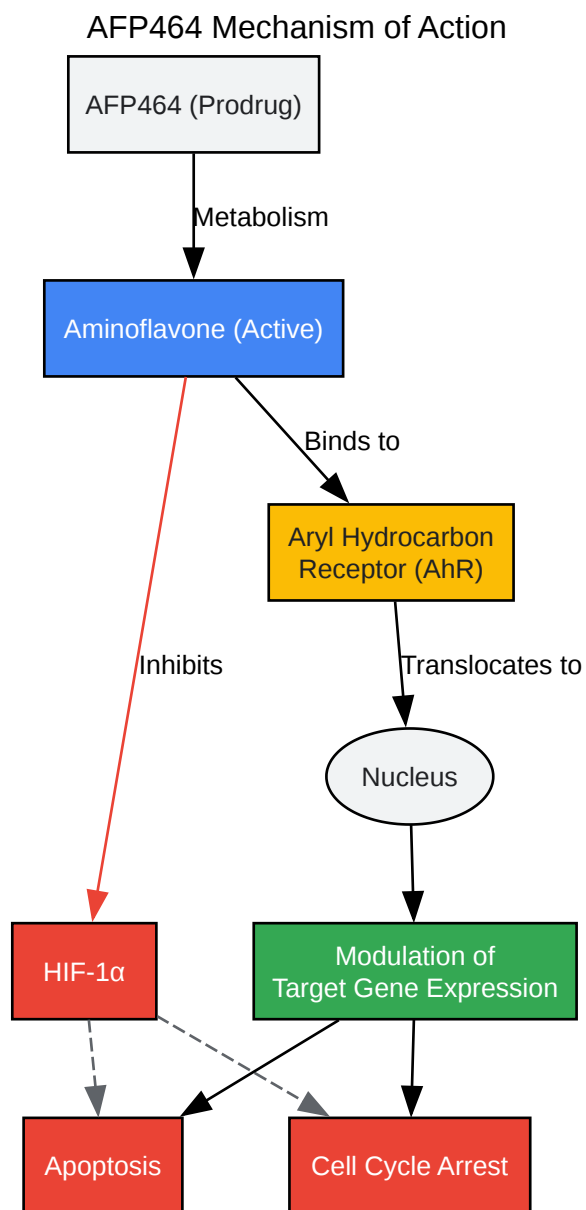 AFP464 Mechanism of Action
AFP464 (Prodrug)
Metabolism
Aminoflavone (Active)
Binds to
Aryl Hydrocarbon
Receptor (AhR)
Inhibits
Translocates to
Nucleus
HIF-1α
Modulation of
Target Gene Expression
Apoptosis
Cell Cycle Arrest